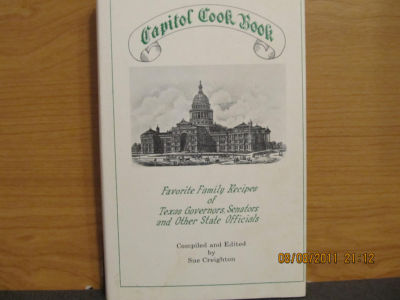 Capitol Cook Book
Favorite Family Recipes
of
Texas Governors, Senators
and Other State Officials
Compiled and Edited
by
Sue Creighton
08/08/2011 21:12